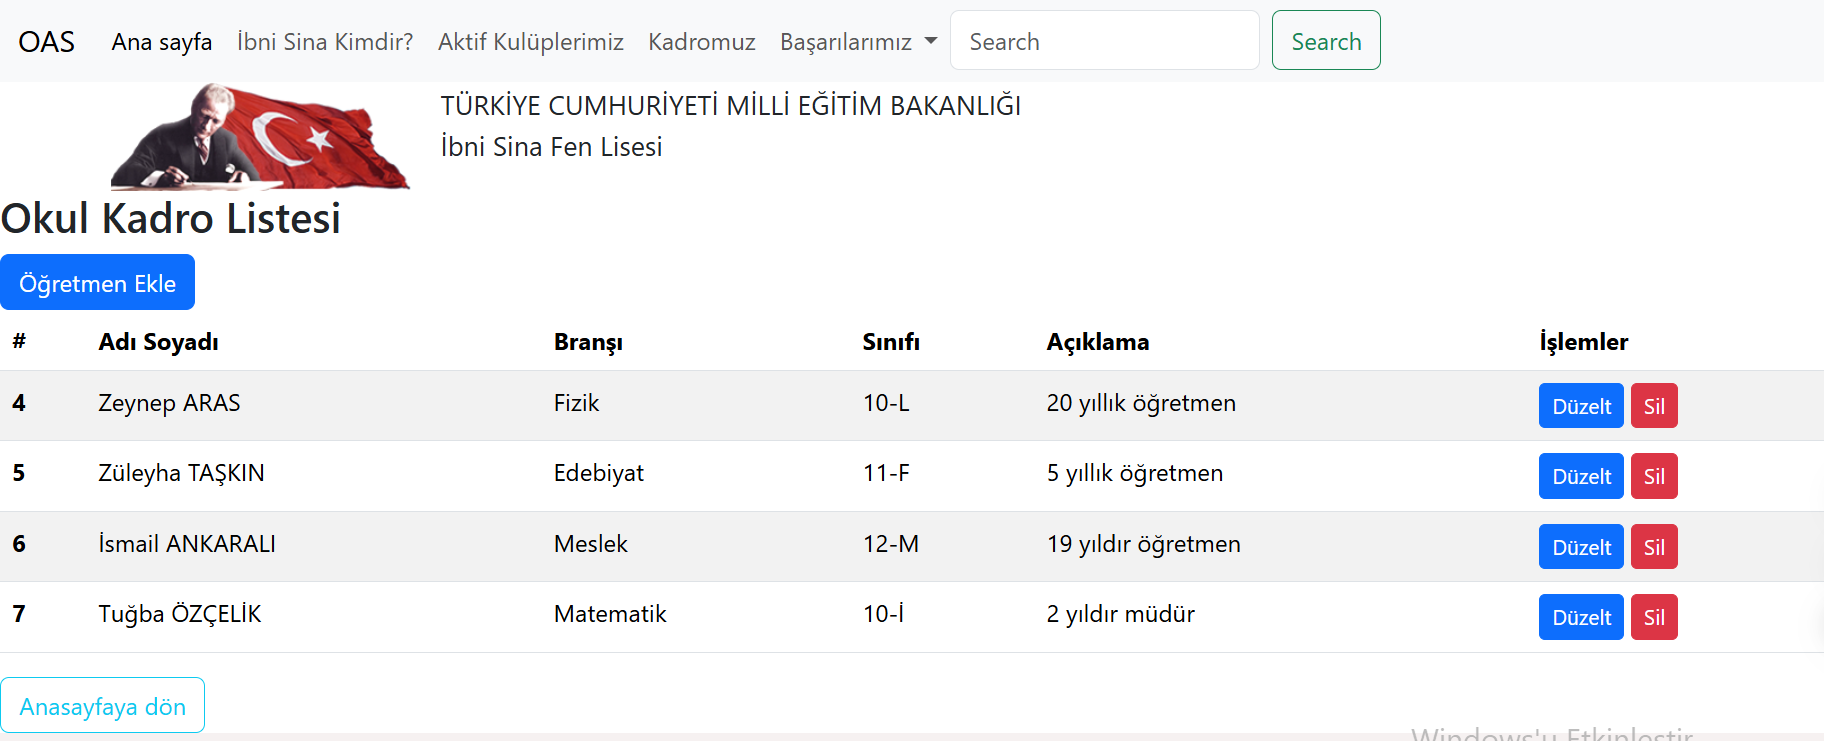 OAS Ana sayfa İbni Sina Kimdir? Aktif Kulüplerimiz Kadromuz Başarılarımız Search Search
TÜRKİYE CUMHURİYETİ MİLLİ EĞİTİM BAKANLIĞI
İbni Sina Fen Lisesi
Okul Kadro Listesi
Öğretmen Ekle
# Adı Soyadı Branşı Sınıfı Açıklama İşlemler
4 Zeynep ARAS Fizik 10-L 20 yıllık öğretmen Düzelt Sil
5 Züleyha TAŞKIN Edebiyat 11-F 5 yıllık öğretmen Düzelt Sil
6 İsmail ANKARALI Meslek 12-M 19 yıldır öğretmen Düzelt Sil
7 Tuğba ÖZÇELİK Matematik 10-İ 2 yıldır müdür Düzelt Sil
Anasayfaya dön
Windows'u Etkinleştir